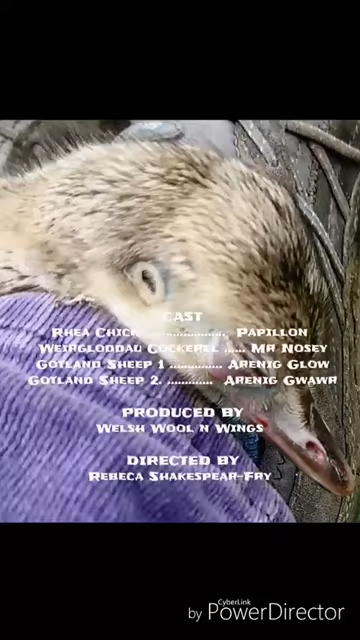 CAST
RHEA CHICK .................. PAPILLON
WEIRGLODDAU COCKEREL ...... MR NOSEY
GOTLAND SHEEP 1 .............. ARENIG GLOW
GOTLAND SHEEP 2. ............ ARENIG GWAWR
PRODUCED BY
WELSH WOOL N WINGS
DIRECTED BY
REBECA SHAKESPEAR-FRY
by CyberLink PowerDirector